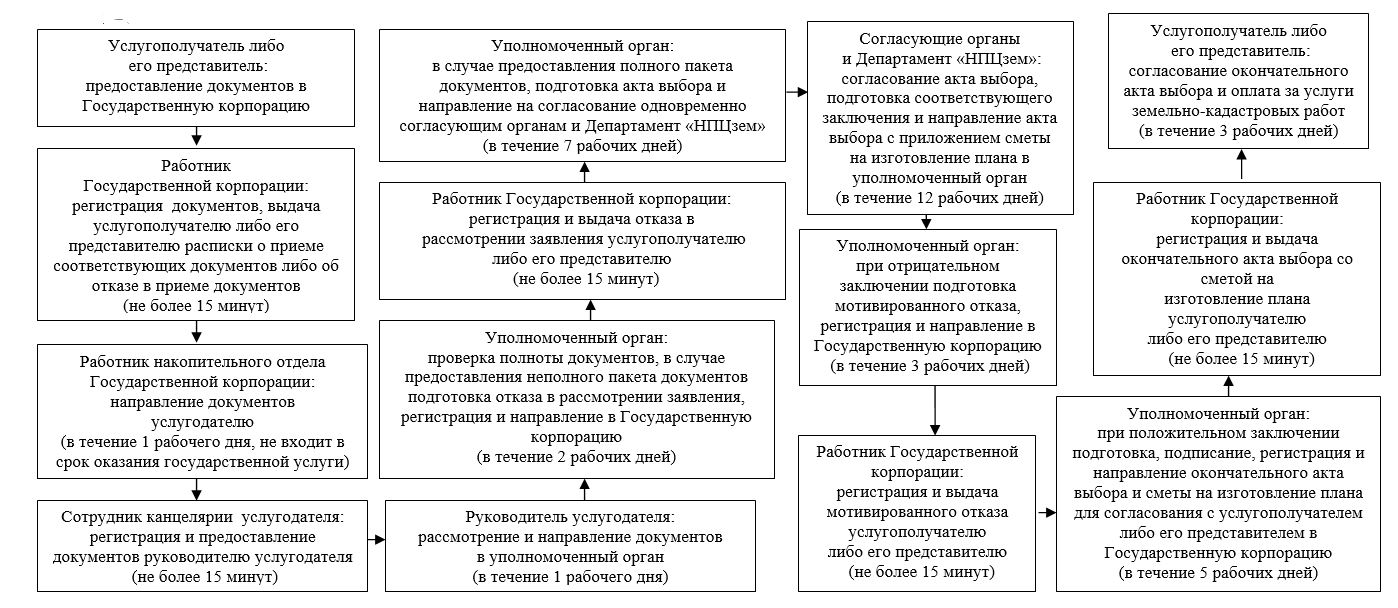 Услугополучатель либо
его представитель:
предоставление документов в
Государственную корпорацию
Работник
Государственной корпорации:
регистрация документов, выдача
услугополучателю либо его
представителю расписки о приеме
соответствующих документов либо об
отказе в приеме документов
(не более 15 минут)
Работник накопительного отдела
Государственной корпорации:
направление документов
услугодателю
(в течение 1 рабочего дня, не входит в
срок оказания государственной услуги)
Сотрудник канцелярии услугодателя:
регистрация и предоставление
документов руководителю услугодателя
(не более 15 минут)
Руководитель услугодателя:
рассмотрение и направление документов
в уполномоченный орган
(в течение 1 рабочего дня)
Уполномоченный орган:
проверка полноты документов, в случае
предоставления неполного пакета документов
подготовка отказа в рассмотрении заявления,
регистрация и направление в Государственную
корпорацию
(в течение 2 рабочих дней)
Работник Государственной корпорации:
регистрация и выдача отказа в
рассмотрении заявления услугополучателю
либо его представителю
(не более 15 минут)
Уполномоченный орган:
в случае предоставления полного пакета
документов, подготовка акта выбора и
направление на согласование одновременно
согласующим органам и Департамент «НПЦзем»
(в течение 7 рабочих дней)
Согласующие органы
и Департамент «НПЦзем»:
согласование акта выбора,
подготовка соответствующего
заключения и направление акта
выбора с приложением сметы
на изготовление плана в
уполномоченный орган
(в течение 12 рабочих дней)
Уполномоченный орган:
при отрицательном
заключении подготовка
мотивированного отказа,
регистрация и направление в
Государственную корпорацию
(в течение 3 рабочих дней)
Работник Государственной
корпорации:
регистрация и выдача
мотивированного отказа
услугополучателю
либо его представителю
(не более 15 минут)
Уполномоченный орган:
при положительном заключении
подготовка, подписание, регистрация и
направление окончательного акта
выбора и сметы на изготовление плана
для согласования с услугополучателем
либо его представителем в
Государственную корпорацию
(в течение 5 рабочих дней)
Работник Государственной
корпорации:
регистрация и выдача
окончательного акта выбора со
сметой на
изготовление плана
услугополучателю
либо его представителю
(не более 15 минут)
Услугополучатель либо
его представитель:
согласование окончательного
акта выбора и оплата за услуги
земельно-кадастровых работ
(в течение 3 рабочих дней)